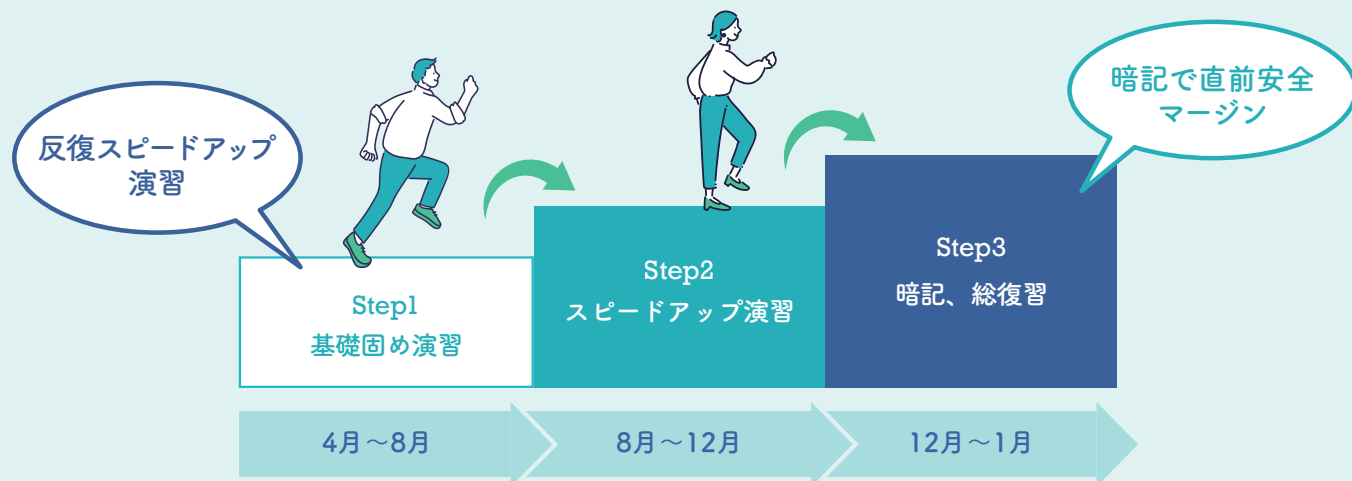 反復スピードアップ
演習
暗記で直前安全
マージン
Step1
基礎固め演習
Step2
スピードアップ演習
Step3
暗記、総復習
4月～8月
8月～12月
12月～1月